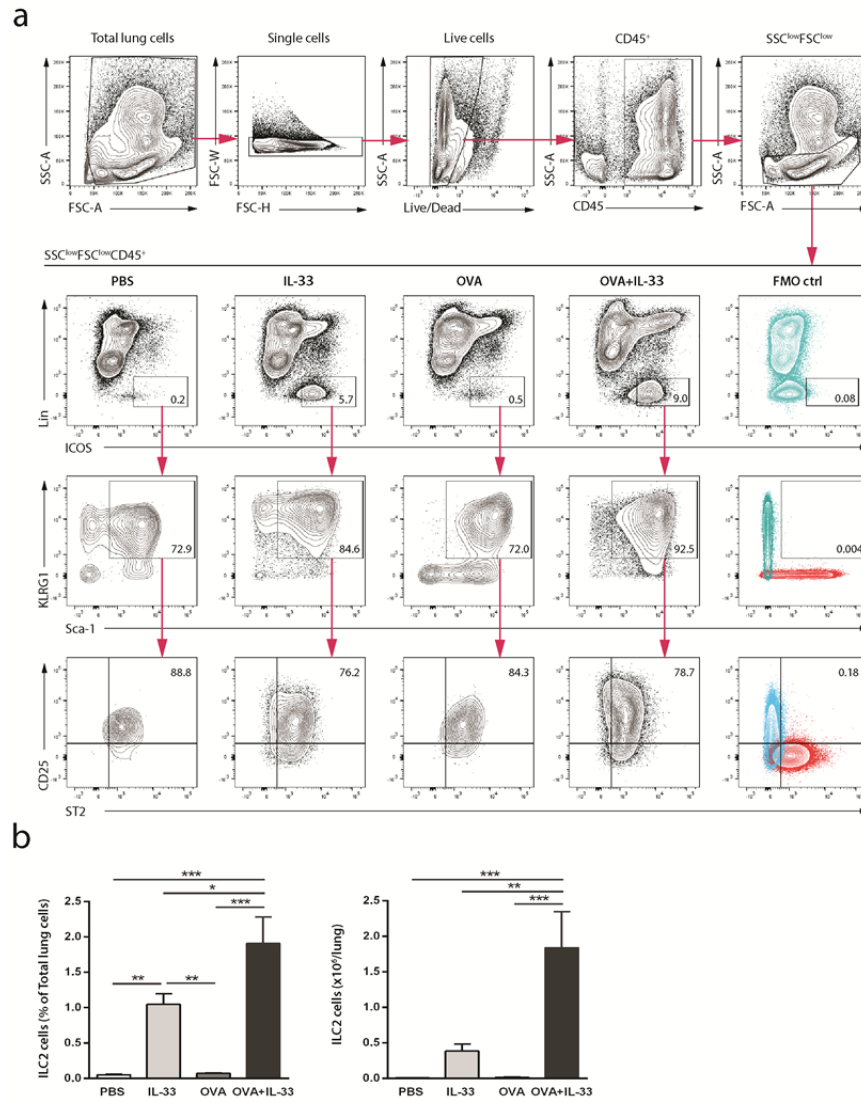 a
Total lung cells Single cells Live cells CD45⁺ SSCˡᵒʷFSCˡᵒʷ
SSC-A FSC-W SSC-A SSC-A SSC-A
FSC-A FSC-H Live/Dead CD45 FSC-A
SSCˡᵒʷFSCˡᵒʷCD45⁺
PBS IL-33 OVA OVA+IL-33 FMO ctrl
Lin
0.2 5.7 0.5 9.0 0.08
ICOS
KLRG1
72.9 84.6 72.0 92.5 0.004
Sca-1
88.8 76.2 84.3 78.7 0.18
CD25
ST2
b
ILC2 cells (% of Total lung cells)
2.5
2.0
1.5
1.0
0.5
0.0
*** * *** ** **
PBS IL-33 OVA OVA+IL-33
ILC2 cells (x10⁶/lung)
2.5
2.0
1.5
1.0
0.5
0.0
*** ** ***
PBS IL-33 OVA OVA+IL-33